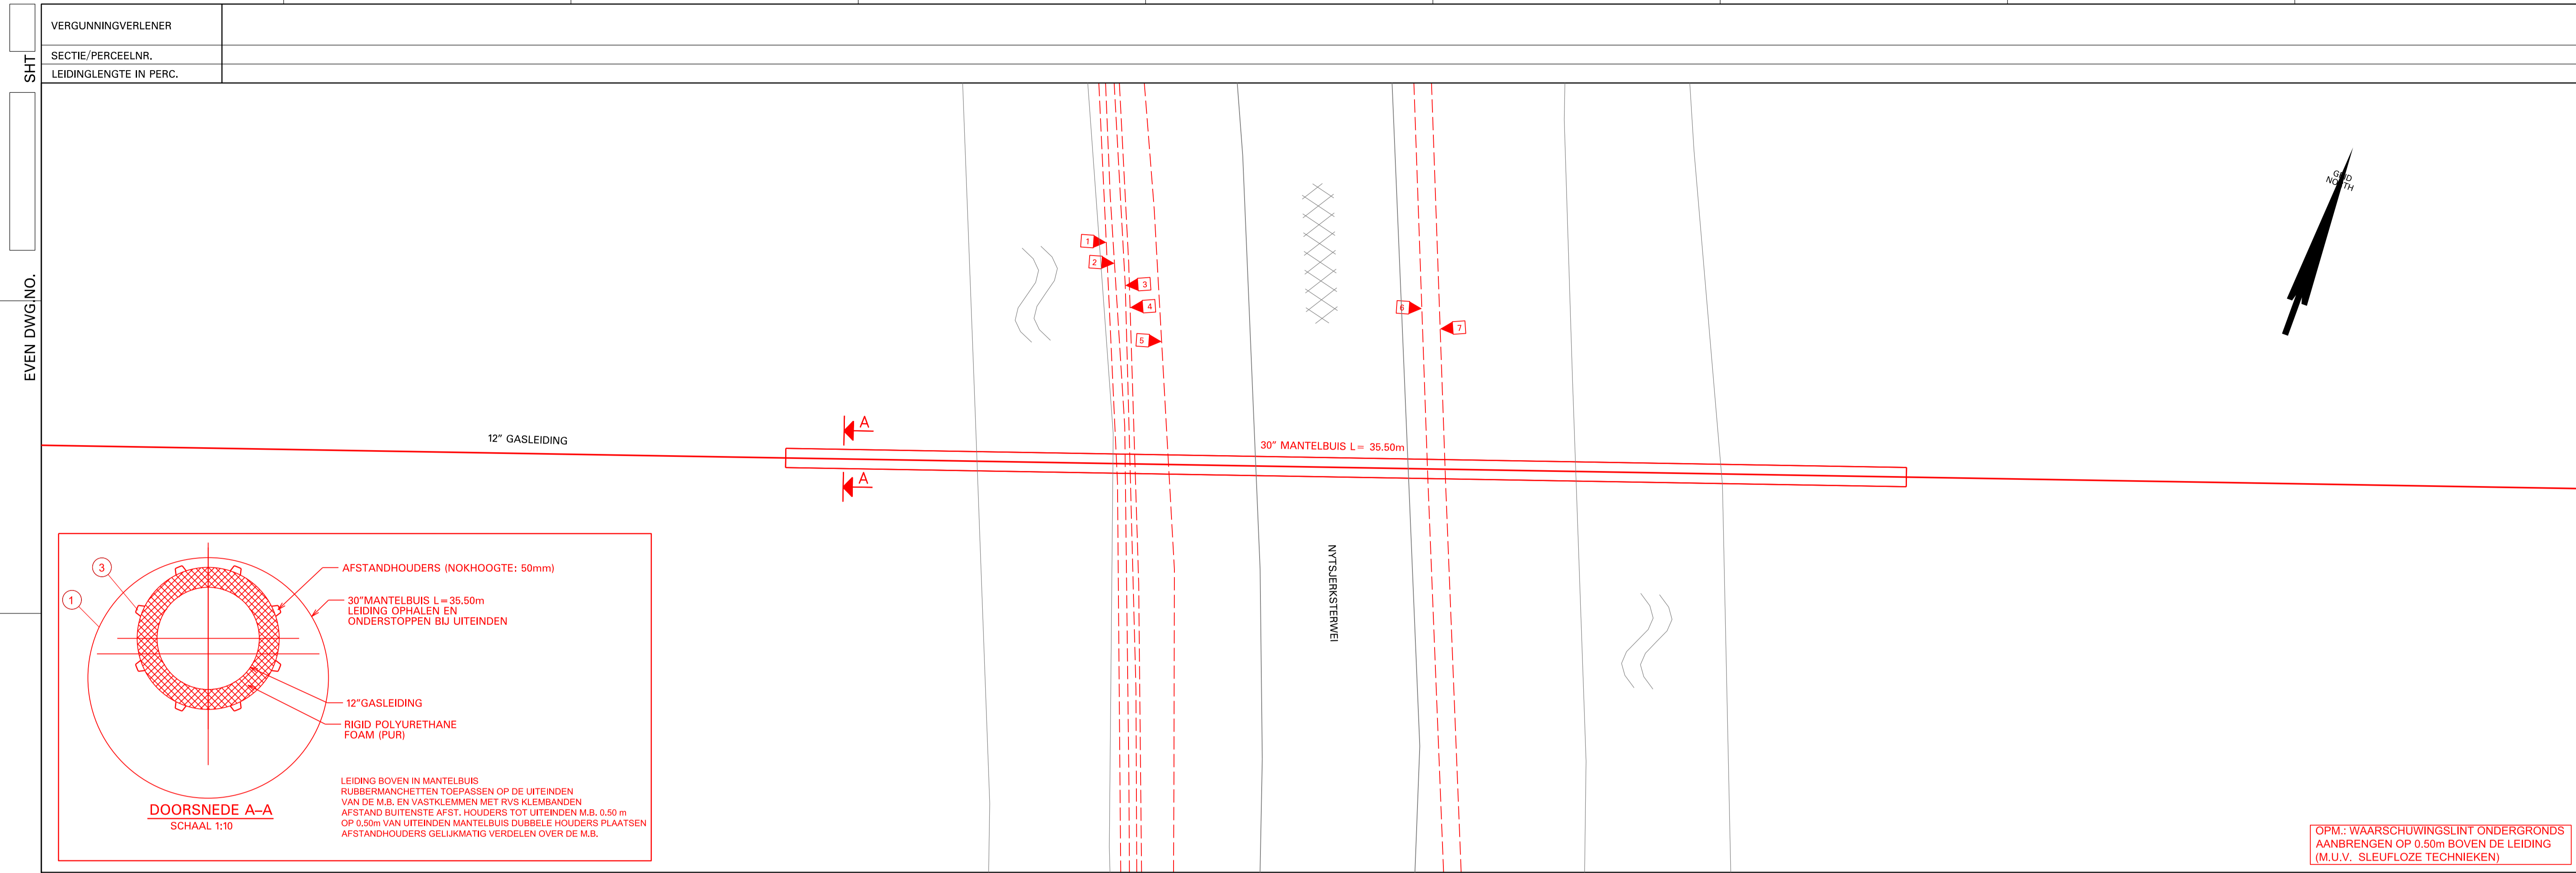 VERGUNNINGVERLENER
SECTIE/PERCEELNR.
LEIDINGLENGTE IN PERC.
SHT
EVEN DWG.NO.
GRID
NORTH
1
2
3
4
5
6
7
A
12" GASLEIDING
30" MANTELBUIS L= 35.50m
A
NYTSJERKSTERWEI
3
1
AFSTANDHOUDERS (NOKHOOGTE: 50mm)
30"MANTELBUIS L=35.50m
LEIDING OPHALEN EN
ONDERSTOPPEN BIJ UITEINDEN
12"GASLEIDING
RIGID POLYURETHANE
FOAM (PUR)
DOORSNEDE A–A
SCHAAL 1:10
LEIDING BOVEN IN MANTELBUIS
RUBBERMANCHETTEN TOEPASSEN OP DE UITEINDEN
VAN DE M.B. EN VASTKLEMMEN MET RVS KLEMBANDEN
AFSTAND BUITENSTE AFST. HOUDERS TOT UITEINDEN M.B. 0.50 m
OP 0,50m VAN UITEINDEN MANTELBUIS DUBBELE HOUDERS PLAATSEN
AFSTANDHOUDERS GELIJKMATIG VERDELEN OVER DE M.B.
OPM.: WAARSCHUWINGSLINT ONDERGRONDS
AANBRENGEN OP 0.50m BOVEN DE LEIDING
(M.U.V. SLEUFLOZE TECHNIEKEN)